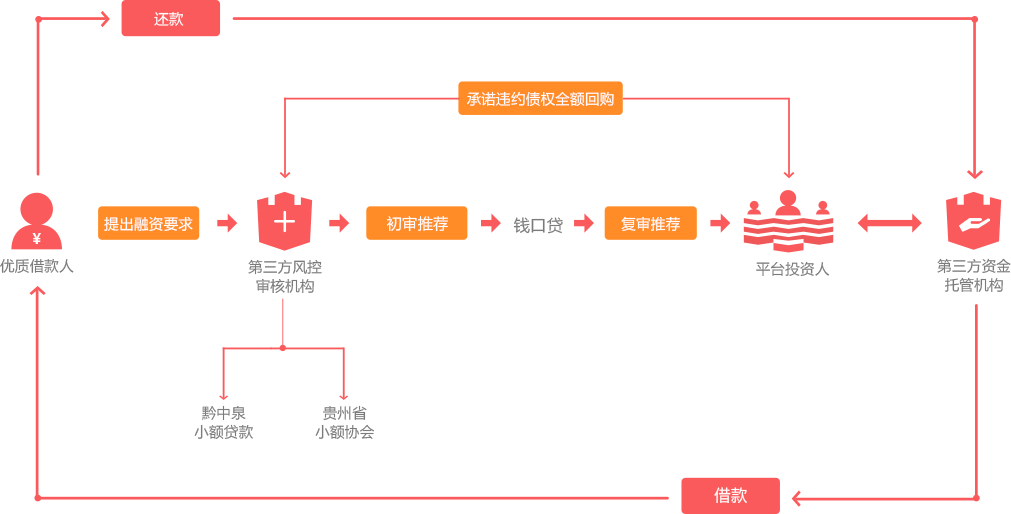 还款
承诺违约债权全额回购
提出融资要求
初审推荐
钱口贷
复审推荐
¥
优质借款人
第三方风控
审核机构
平台投资人
第三方资金
托管机构
黔中泉
小额贷款
贵州省
小额协会
借款